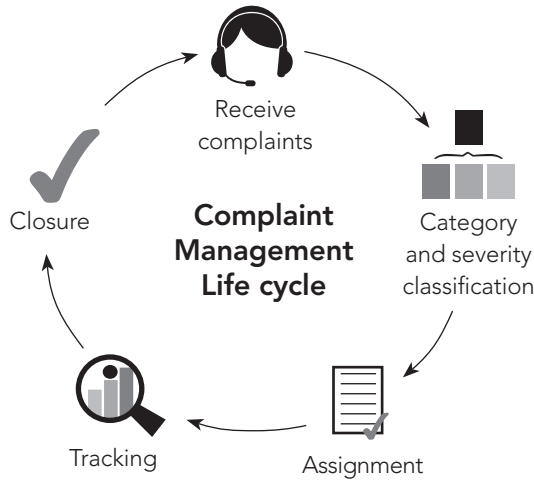 Receive
complaints
Category
and severity
classification
Assignment
Tracking
Closure
Complaint
Management
Life cycle